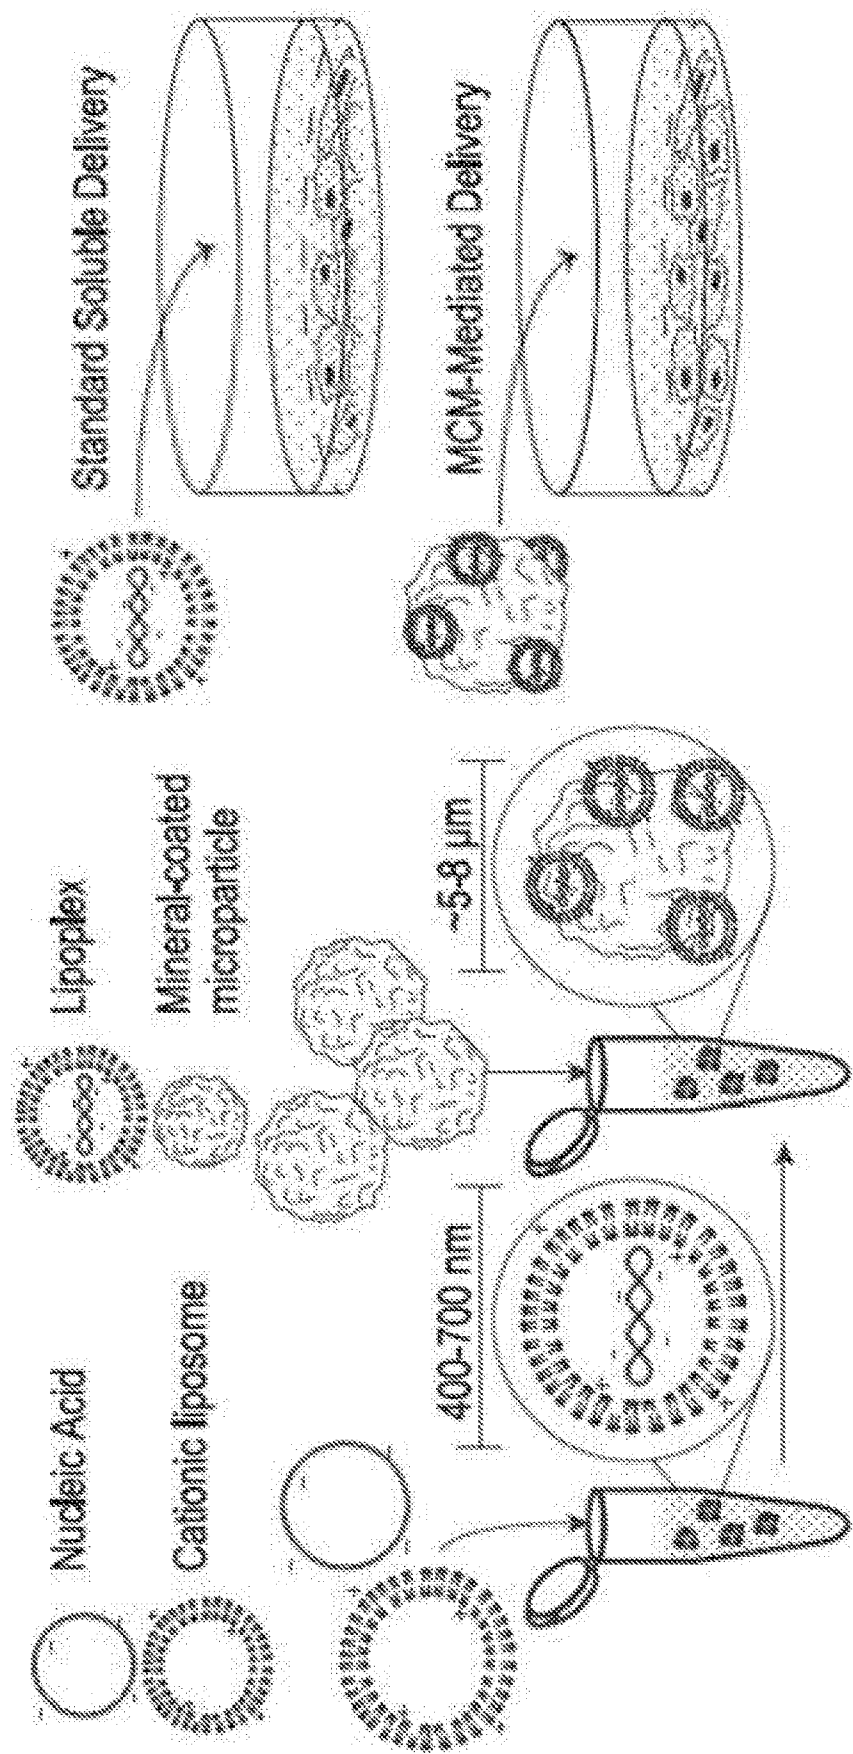 Nucleic Acid
Cationic liposome
400-700 nm
Lipoplex
Mineral-coated
microparticle
~5-8 µm
Standard Soluble Delivery
MCM-Mediated Delivery